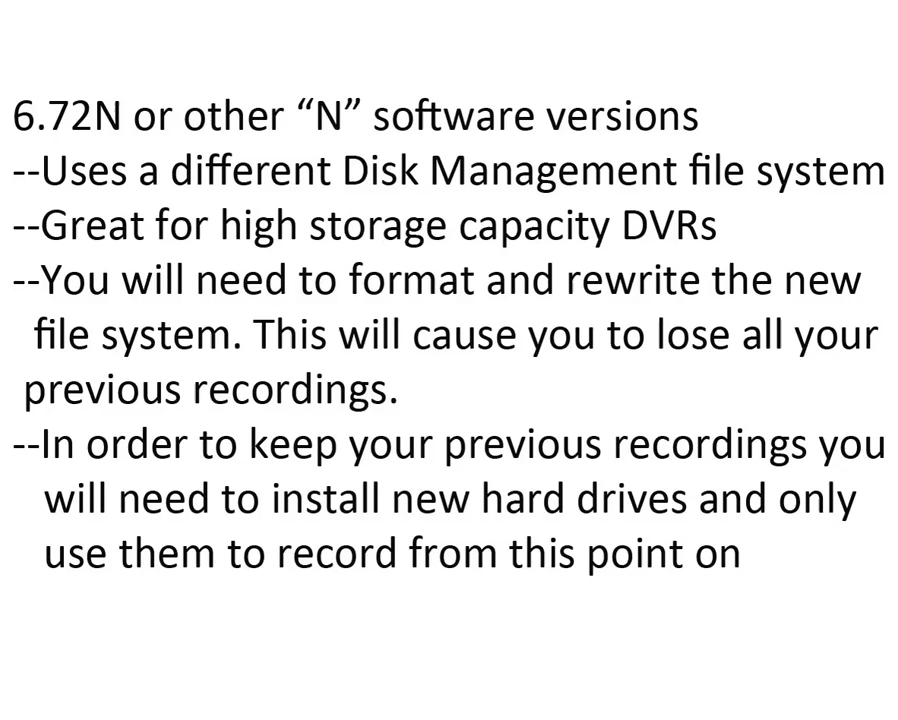 6.72N or other “N” software versions
--Uses a different Disk Management file system
--Great for high storage capacity DVRs
--You will need to format and rewrite the new
file system. This will cause you to lose all your
previous recordings.
--In order to keep your previous recordings you
will need to install new hard drives and only
use them to record from this point on